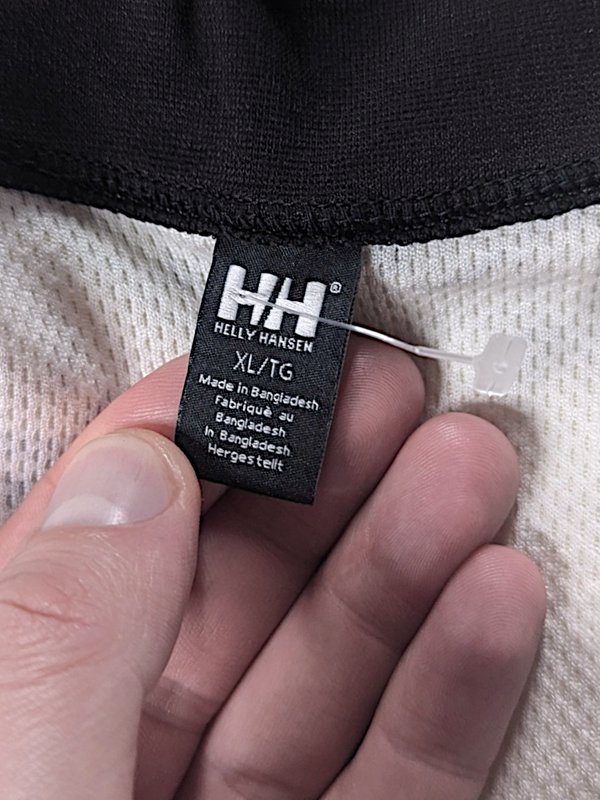 HH®
HELLY HANSEN
XL/TG
Made in Bangladesh
Fabriquè au
Bangladesh
In Bangladesh
Hergestellt